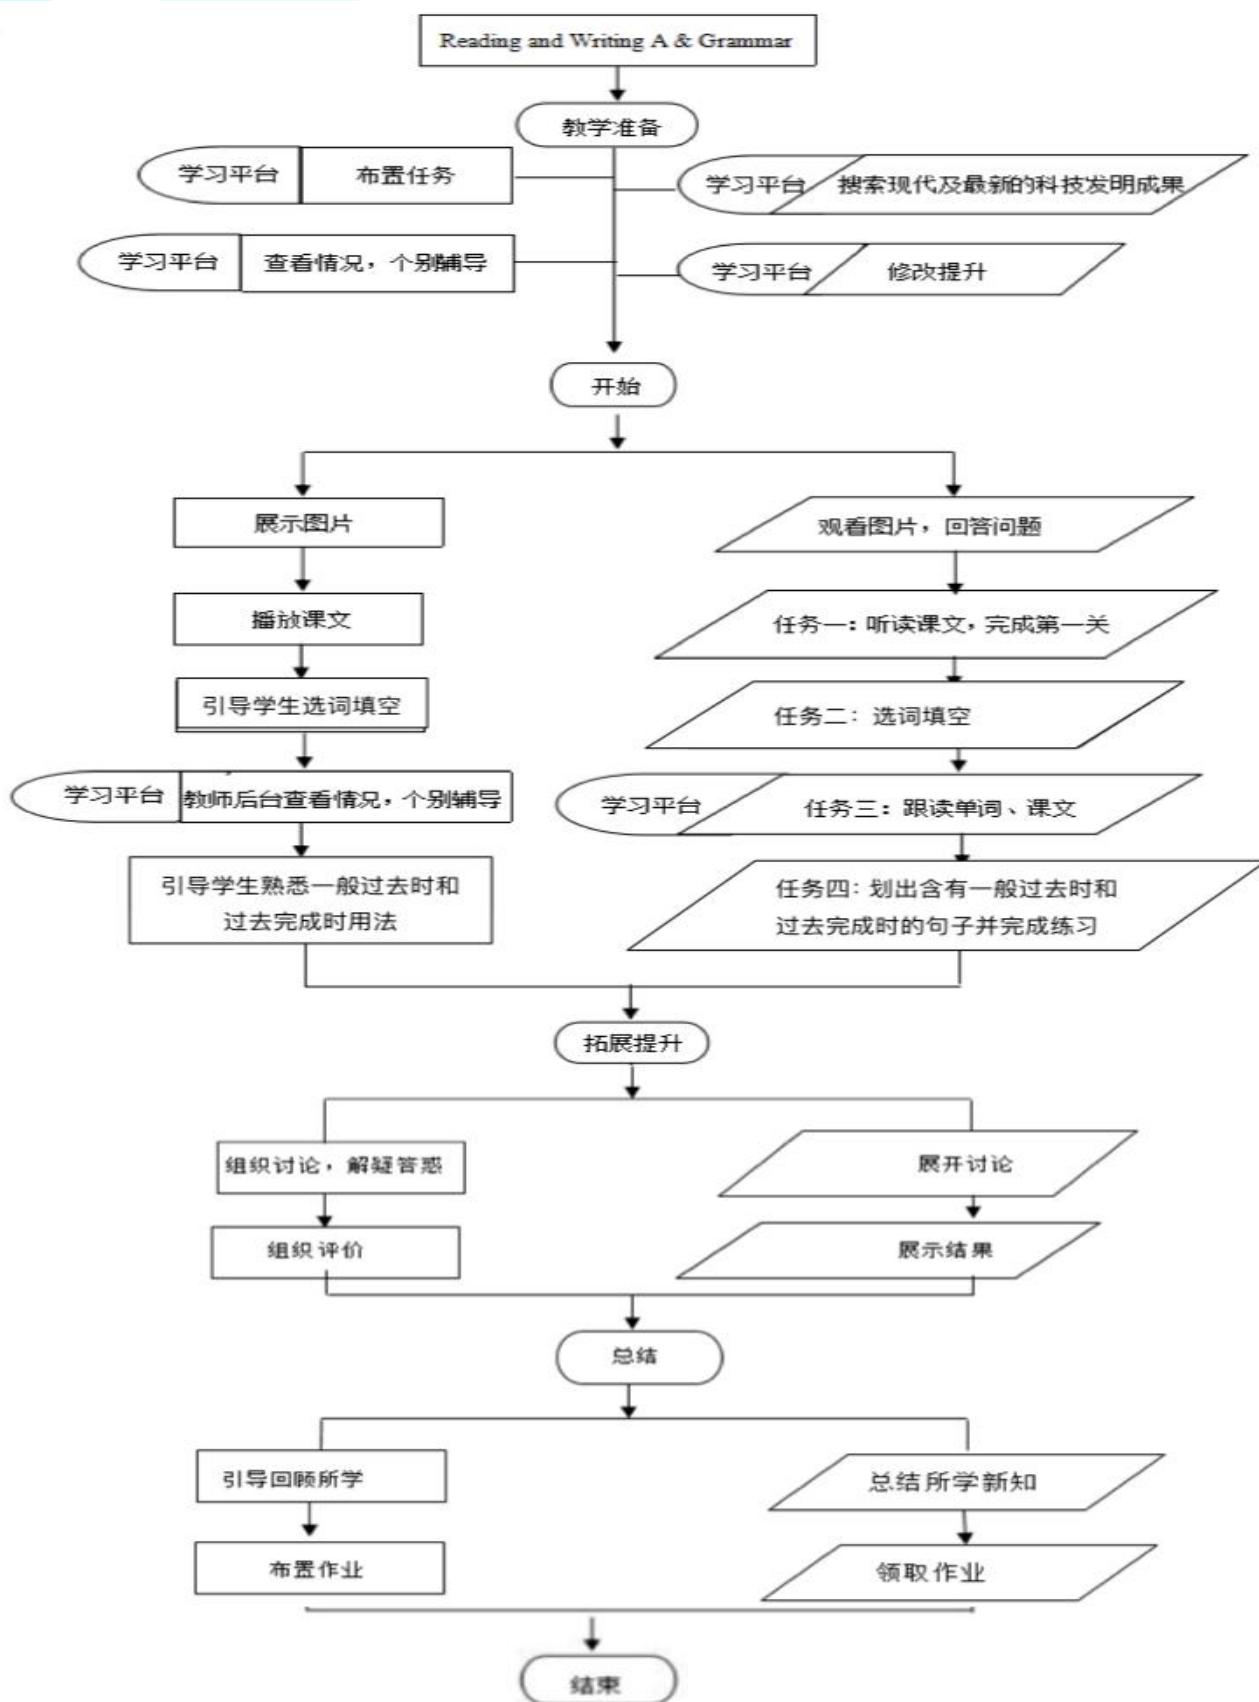 Reading and Writing A & Grammar
教学准备
学习平台 布置任务
学习平台 搜索现代及最新的科技发明成果
学习平台 查看情况，个别辅导
学习平台 修改提升
开始
展示图片
观看图片，回答问题
播放课文
任务一：听读课文，完成第一关
引导学生选词填空
任务二：选词填空
学习平台 教师后台查看情况，个别辅导
学习平台 任务三：跟读单词、课文
引导学生熟悉一般过去时和
过去完成时用法
任务四：划出含有一般过去时和
过去完成时的句子并完成练习
拓展提升
组织讨论，解疑答惑
展开讨论
组织评价
展示结果
总结
引导回顾所学
总结所学新知
布置作业
领取作业
结束